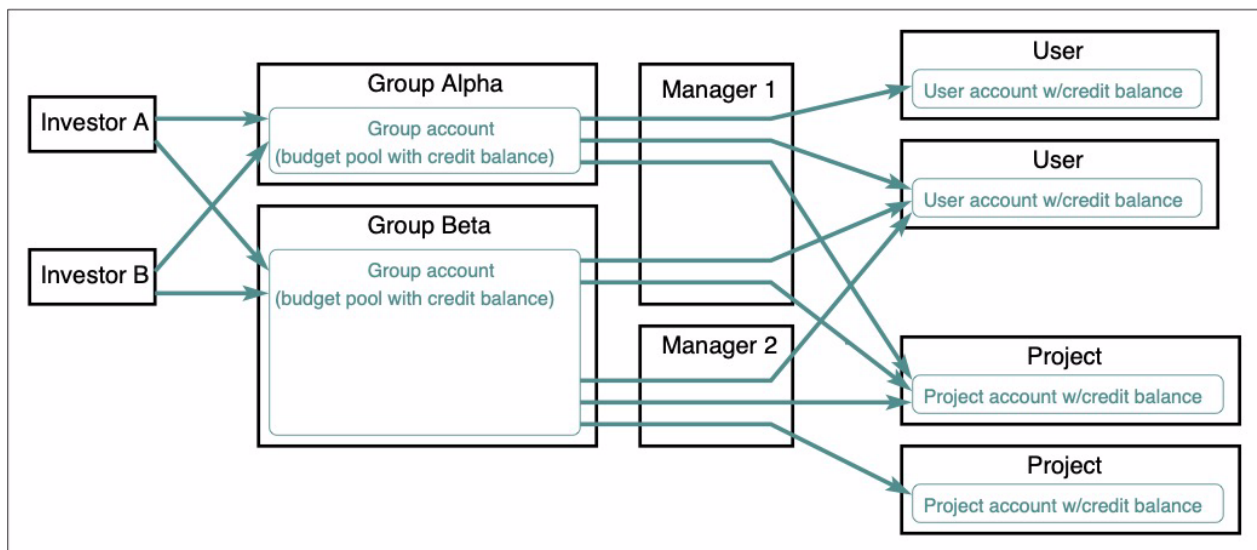 Investor A
Investor B
Group Alpha
Group account
(budget pool with credit balance)
Group Beta
Group account
(budget pool with credit balance)
Manager 1
Manager 2
User
User account w/credit balance
User
User account w/credit balance
Project
Project account w/credit balance
Project
Project account w/credit balance